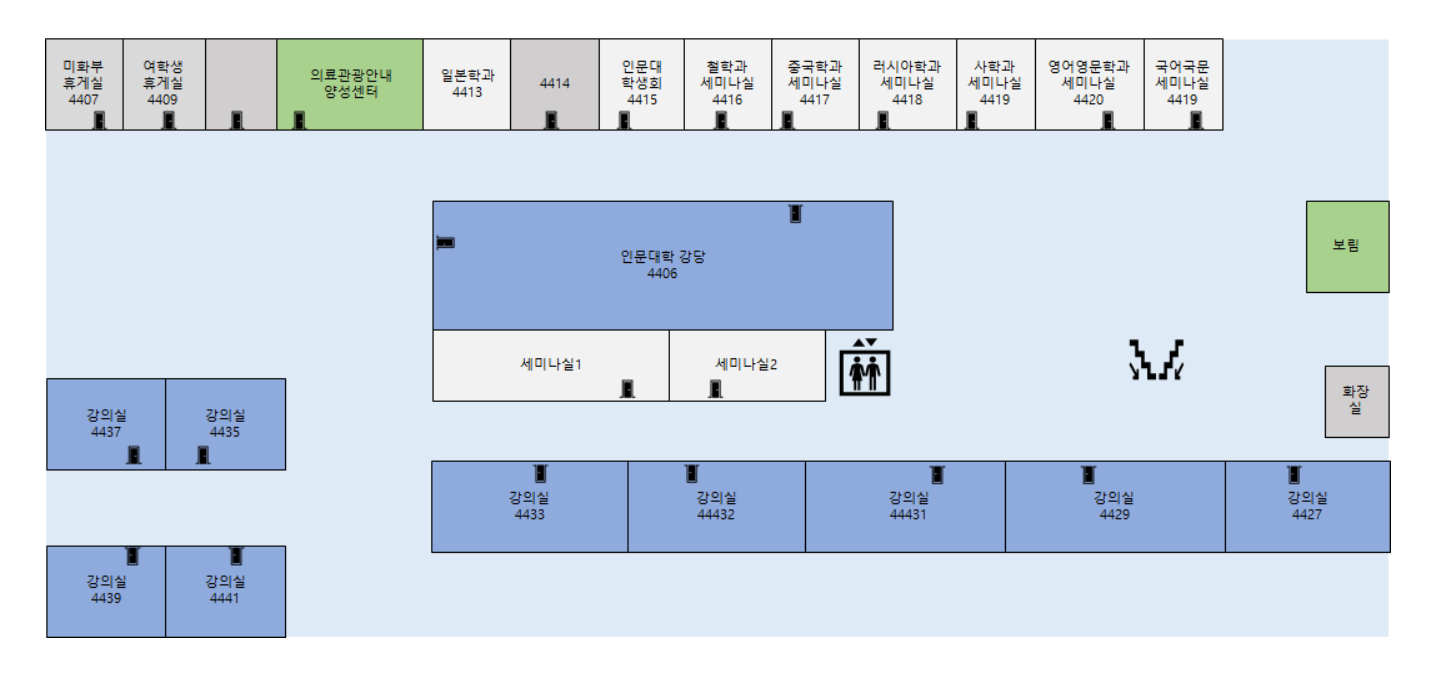 미화부
휴게실
4407
여학생
휴게실
4409
의료관광안내
양성센터
일본학과
4413
4414
인문대
학생회
4415
철학과
세미나실
4416
중국학과
세미나실
4417
러시아학과
세미나실
4418
사학과
세미나실
4419
영어영문학과
세미나실
4420
국어국문
세미나실
4419
인문대학 강당
4406
보림
세미나실1
세미나실2
화장
실
강의실
4437
강의실
4435
강의실
4433
강의실
44432
강의실
44431
강의실
4429
강의실
4427
강의실
4439
강의실
4441